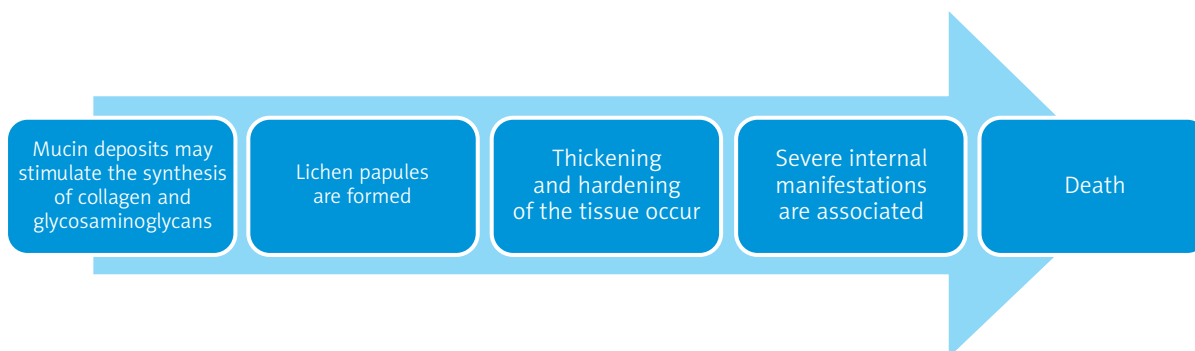 Mucin deposits may
stimulate the synthesis
of collagen and
glycosaminoglycans
Lichen papules
are formed
Thickening
and hardening
of the tissue occur
Severe internal
manifestations
are associated
Death